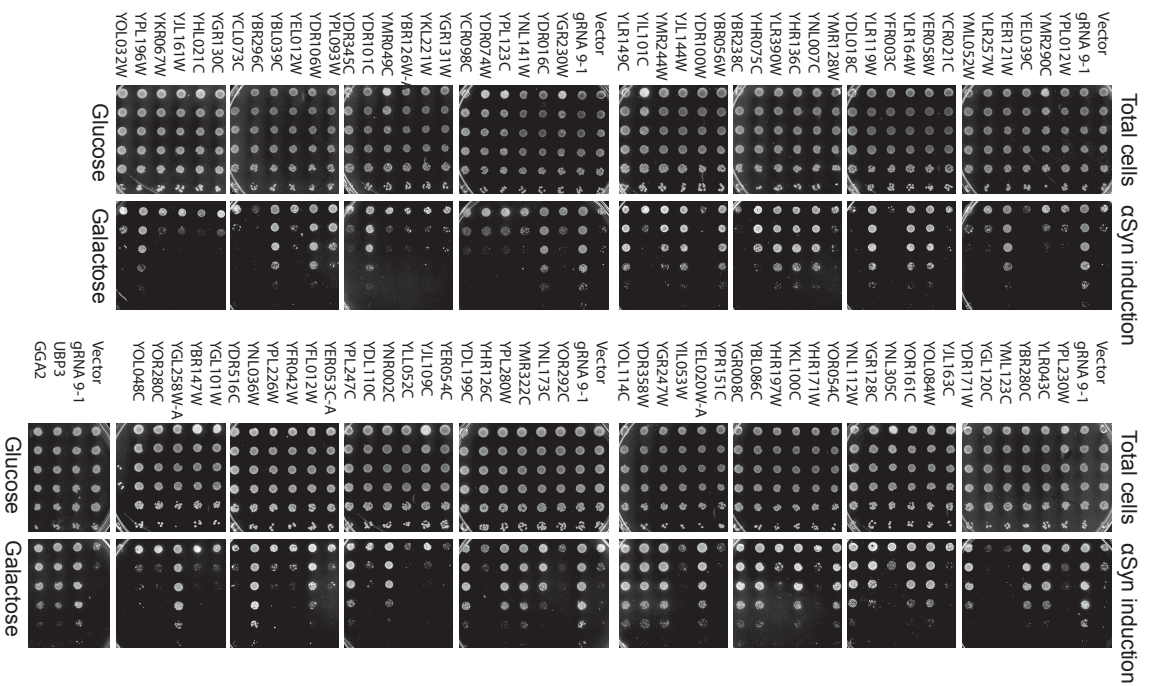 Total cells
αSyn induction
Vector
gRNA 9-1
YPL012W
YMR290C
YEL039C
YER121W
YLR257W
YML052W
YCR021C
YER058W
YLR164W
YFR003C
YLR119W
YDL018C
YMR128W
YNL007C
YHR136C
YLR390W
YHR075C
YBR238C
YBR056W
YDR100W
YJL144W
YMR244W
YIL101C
YLR149C
Vector
gRNA 9-1
YGR230W
YDR016C
YNL141W
YPL123C
YDR074W
YCR098C
YGR131W
YKL221W
YBR126W-A
YMR049C
YDR101C
YDR345C
YPL093W
YDR106W
YEL012W
YBL039C
YBR296C
YCL073C
YGR130C
YHL021C
YJL161W
YKR067W
YPL196W
YOL032W
Glucose
Galactose
Total cells
αSyn induction
Vector
gRNA 9-1
YPL230W
YLR043C
YBR280C
YML123C
YGL120C
YDR171W
YJL163C
YOL084W
YOR161C
YNL305C
YGR128C
YNL112W
YOR054C
YHR171W
YKL100C
YHR197W
YBL086C
YGR008C
YPR151C
YEL020W-A
YIL053W
YGR247W
YDR358W
YOL114C
Vector
gRNA 9-1
YOR292C
YNL173C
YMR322C
YPL280W
YHR126C
YDL199C
YER054C
YJL109C
YLL052C
YNR002C
YDL110C
YPL247C
YER053C-A
YFL012W
YFR042W
YPL226W
YNL036W
YDR516C
YGL101W
YBR147W
YGL258W-A
YOR280C
YOL048C
Vector
gRNA 9-1
UBP3
GGA2
Glucose
Galactose